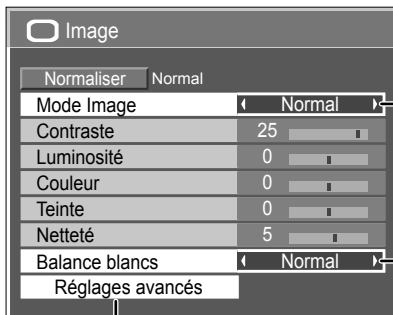 Image
Normaliser Normal
Mode Image Normal
Contraste 25
Luminosité 0
Couleur 0
Teinte 0
Netteté 5
Balance blancs Normal
Réglages avancés